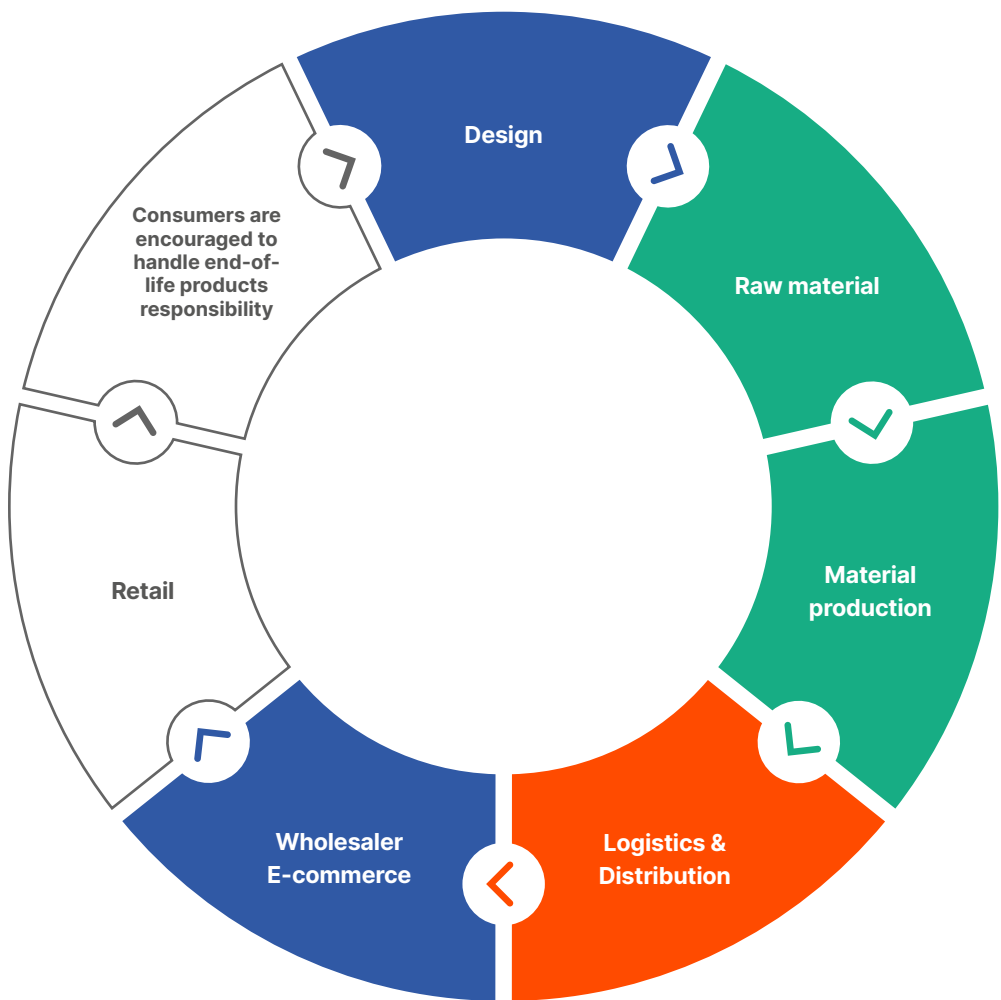 Design
Raw material
Material
production
Logistics &
Distribution
Wholesaler
E-commerce
Retail
Consumers are
encouraged to
handle end-of-
life products
responsibility